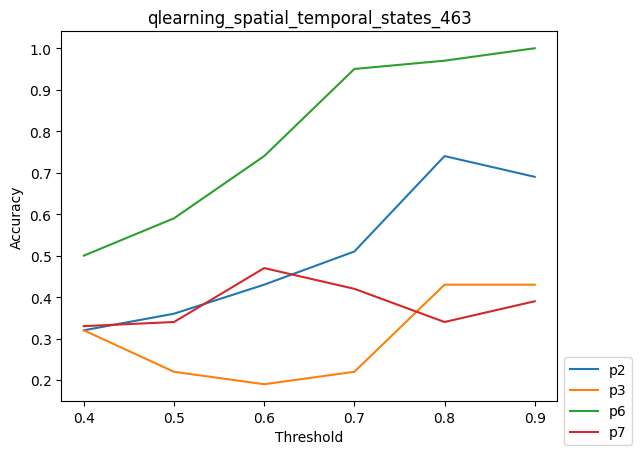 qlearning_spatial_temporal_states_463
1.0
0.9
0.8
0.7
0.6
0.5
0.4
0.3
0.2
Accuracy
0.4 0.5 0.6 0.7 0.8 0.9
Threshold
p2
p3
p6
p7